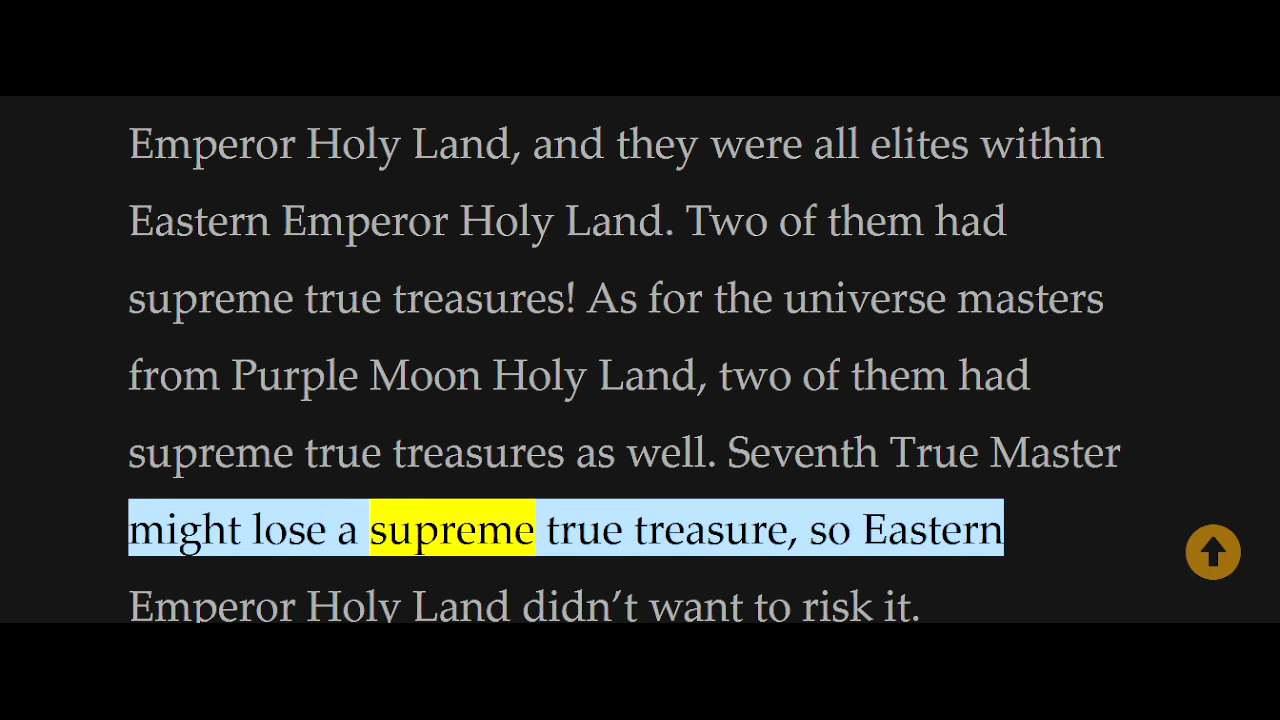 Emperor Holy Land, and they were all elites within
Eastern Emperor Holy Land. Two of them had
supreme true treasures! As for the universe masters
from Purple Moon Holy Land, two of them had
supreme true treasures as well. Seventh True Master
might lose a supreme true treasure, so Eastern
Emperor Holy Land didn’t want to risk it.